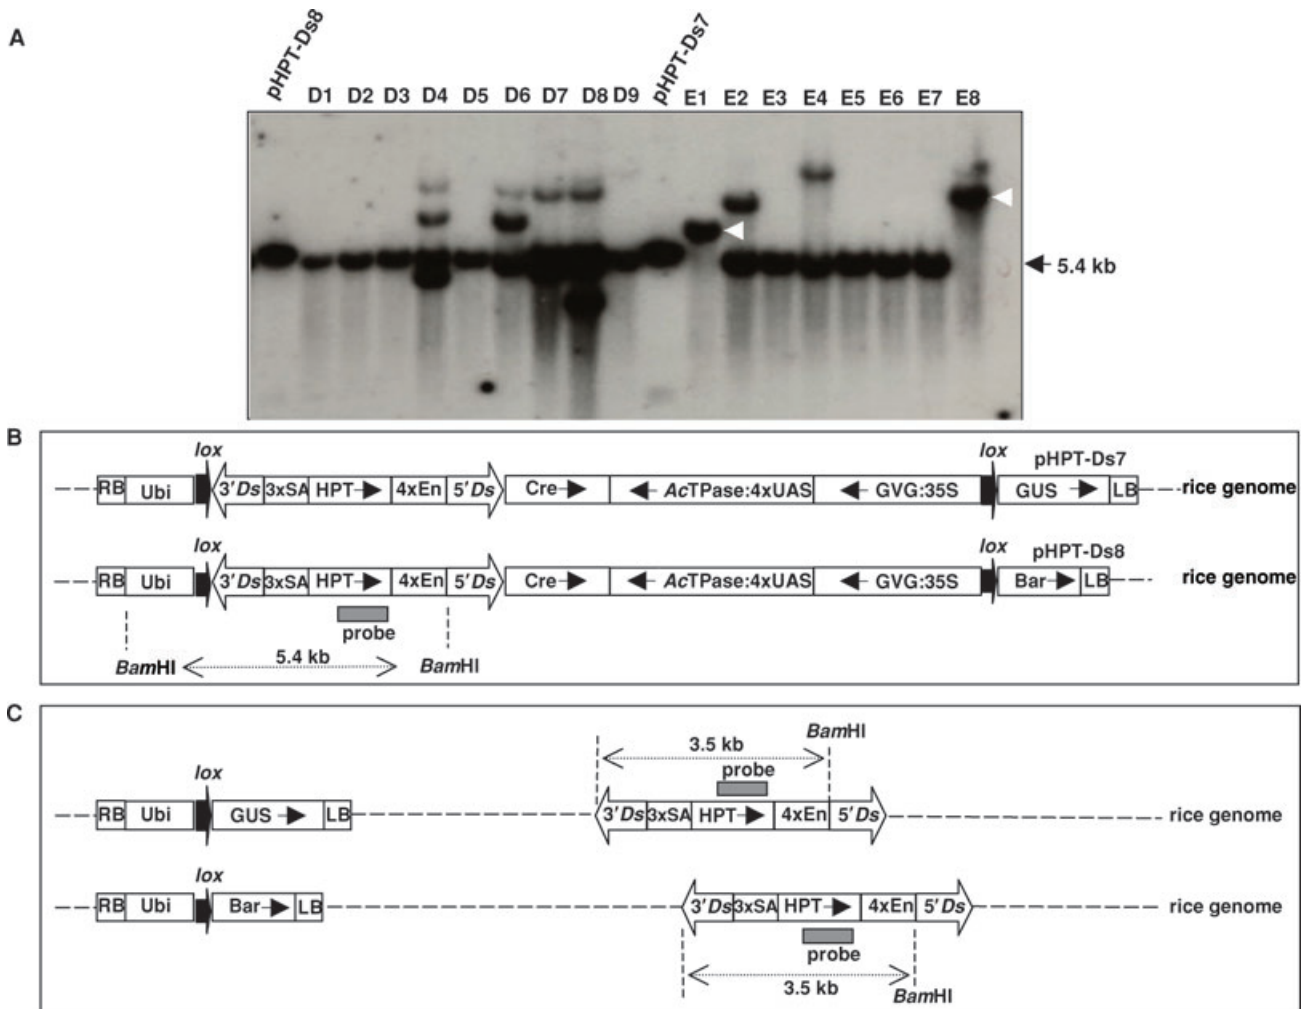 A
pHPT-Ds8 D1 D2 D3 D4 D5 D6 D7 D8 D9 pHPT-Ds7 E1 E2 E3 E4 E5 E6 E7 E8
5.4 kb
B
lox lox pHPT-Ds7
RB Ubi 3'Ds 3xSA HPT 4xEn 5'Ds Cre AcTPase:4xUAS GVG:35S GUS LB rice genome
lox lox pHPT-Ds8
RB Ubi 3'Ds 3xSA HPT 4xEn 5'Ds Cre AcTPase:4xUAS GVG:35S Bar LB rice genome
probe
BamHI 5.4 kb BamHI
C
BamHI
3.5 kb
lox probe
RB Ubi GUS LB 3'Ds 3xSA HPT 4xEn 5'Ds rice genome
lox
RB Ubi Bar LB 3'Ds 3xSA HPT 4xEn 5'Ds rice genome
probe
3.5 kb BamHI